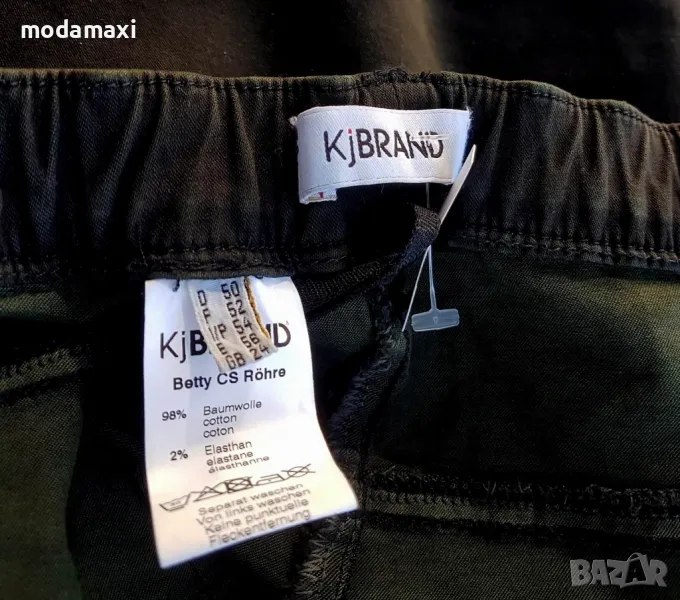 modamaxi
KjBRAND
D 50
F 52
54
56
GB 24
KjBRAND
Betty CS Röhre
98% Baumwolle
cotton
coton
2% Elasthan
elastane
élasthanne
Separat waschen
Von links waschen
Keine punktuelle
Fleckentfernung
BAZAR